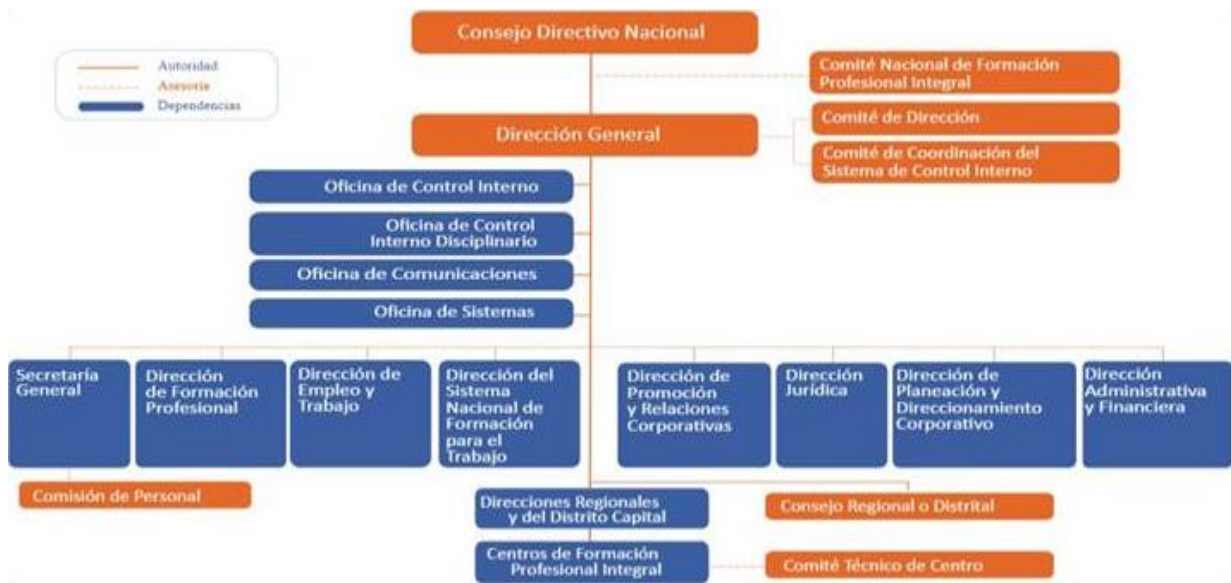 Consejo Directivo Nacional
Autoridad
Asesoría
Dependencias
Comité Nacional de Formación
Profesional Integral
Dirección General
Comité de Dirección
Comité de Coordinación del
Sistema de Control Interno
Oficina de Control Interno
Oficina de Control
Interno Disciplinario
Oficina de Comunicaciones
Oficina de Sistemas
Secretaría
General
Dirección
de Formación
Profesional
Dirección de
Empleo y
Trabajo
Dirección del
Sistema
Nacional de
Formación
para el
Trabajo
Dirección de
Promoción
y Relaciones
Corporativas
Dirección
Jurídica
Dirección de
Planeación y
Direccionamiento
Corporativo
Dirección
Administrativa
y Financiera
Comisión de Personal
Direcciones Regionales
y del Distrito Capital
Consejo Regional o Distrital
Centros de Formación
Profesional Integral
Comité Técnico de Centro